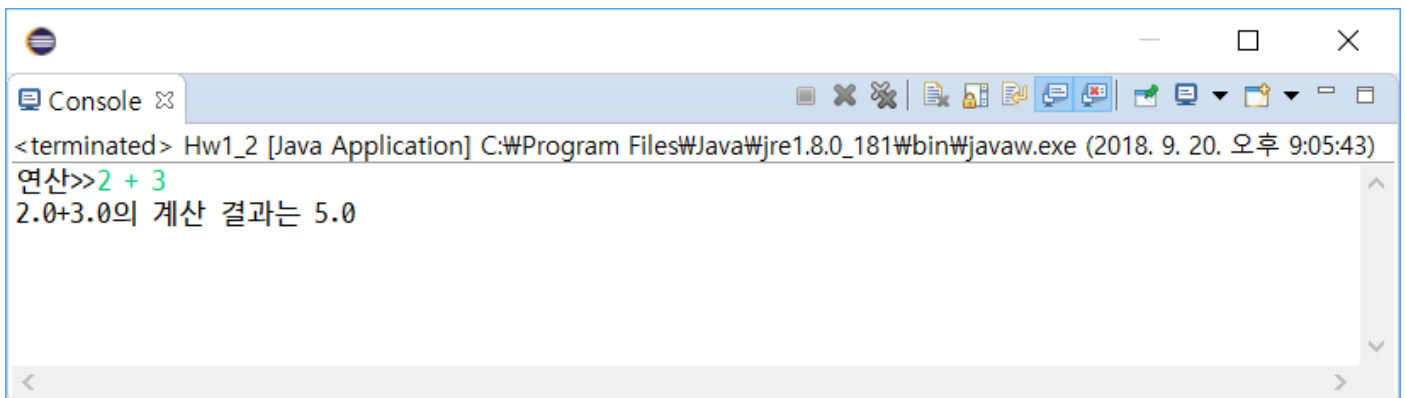 Console
<terminated> Hw1_2 [Java Application] C:₩Program Files₩Java₩jre1.8.0_181₩bin₩javaw.exe (2018. 9. 20. 오후 9:05:43)
연산>>2 + 3
2.0+3.0의 계산 결과는 5.0